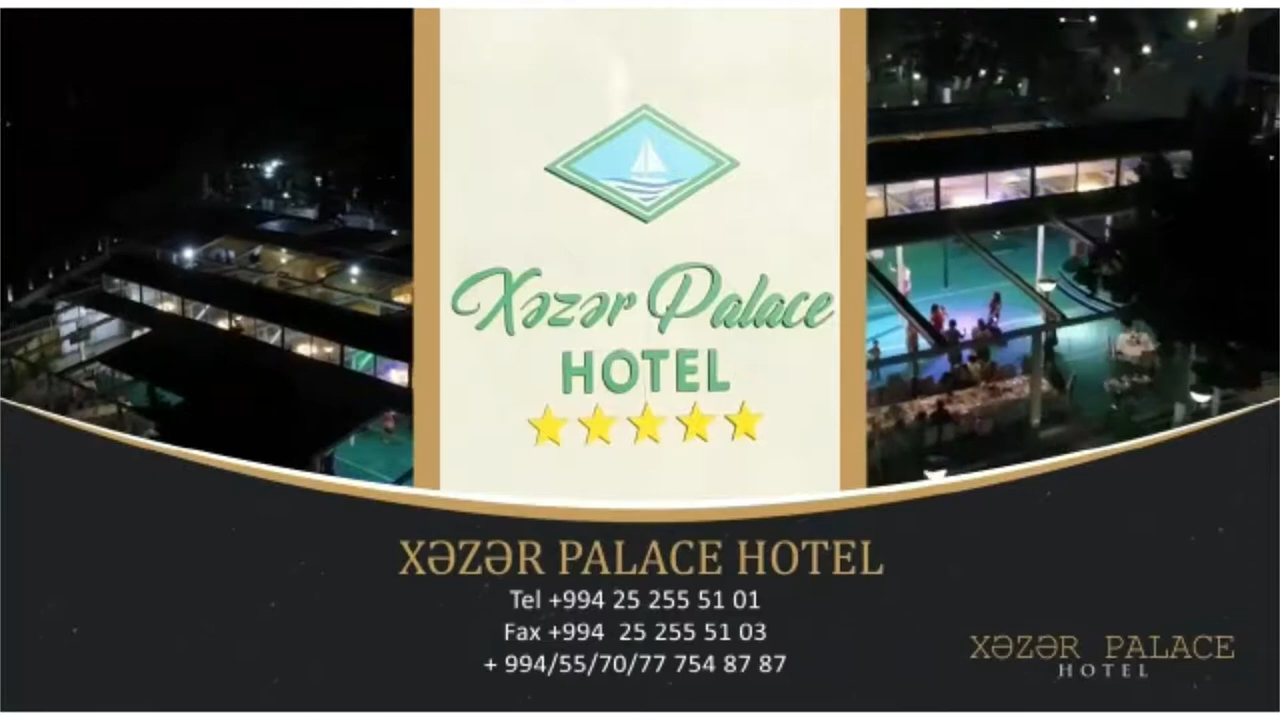 Xəzər Palace
HOTEL
XƏZƏR PALACE HOTEL
Tel +994 25 255 51 01
Fax +994  25 255 51 03
+ 994/55/70/77 754 87 87
XƏZƏR PALACE
HOTEL